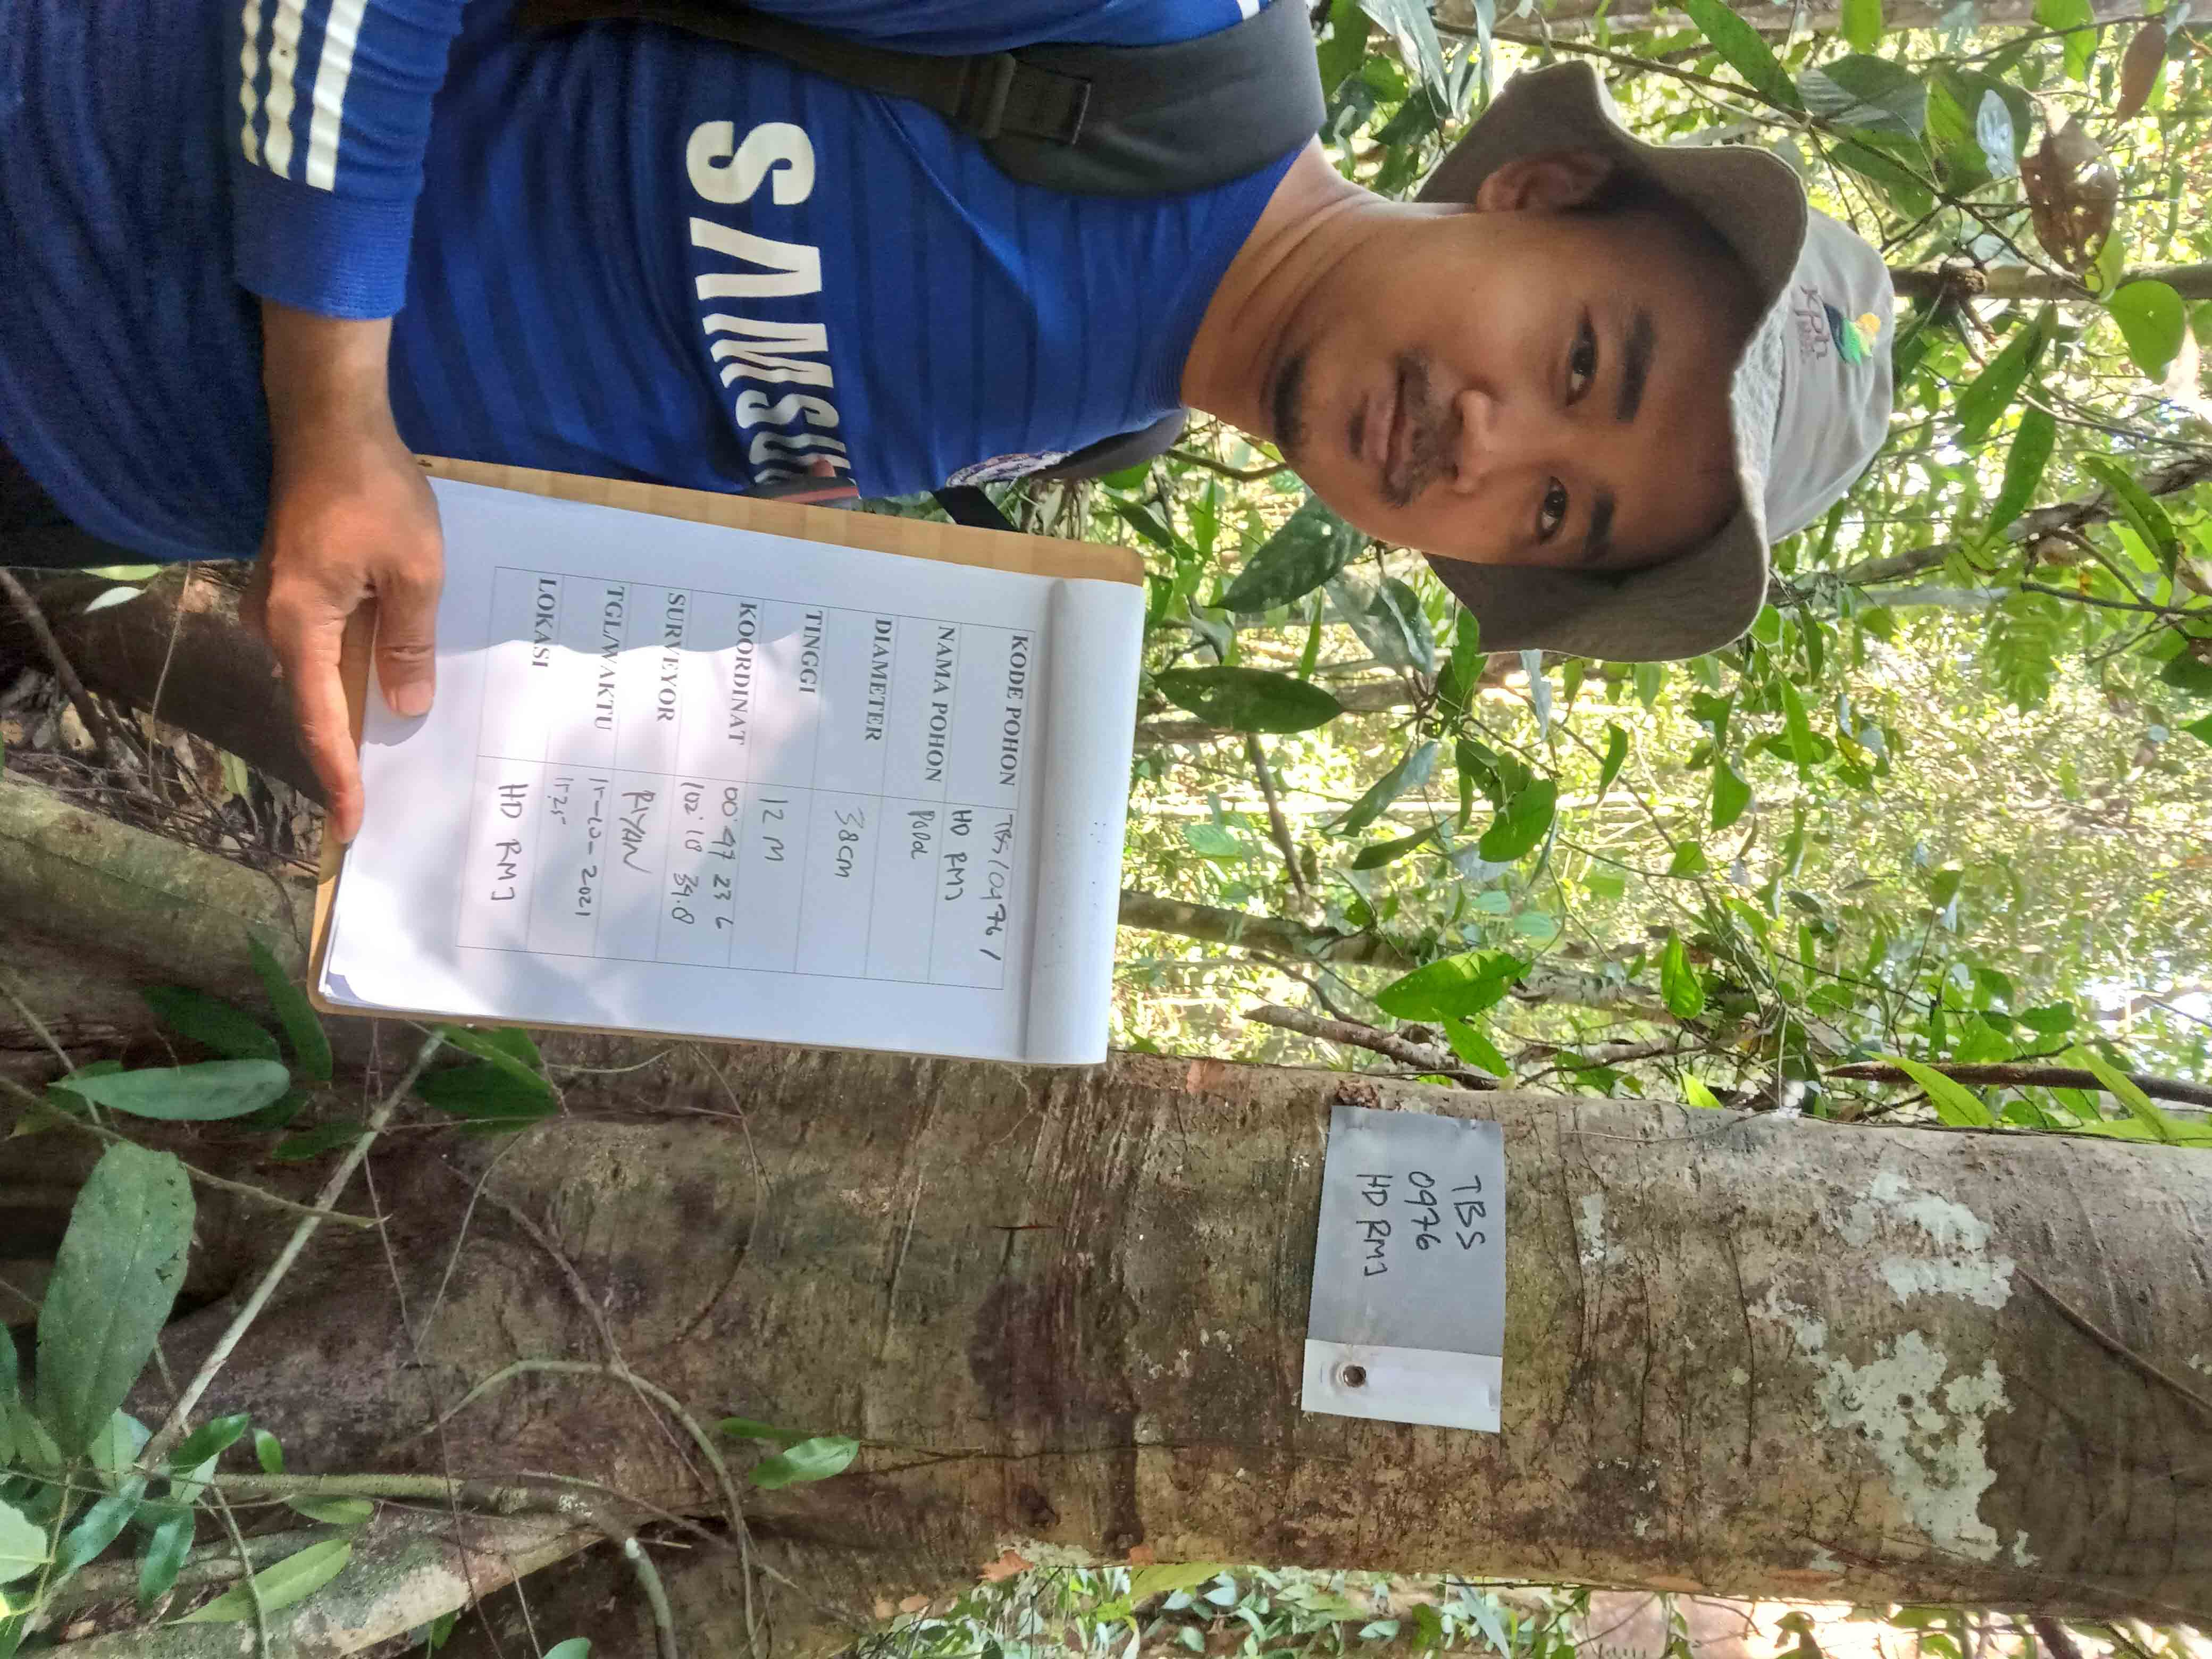 kph
TBS
0976
HD RMJ
SAMSU
KODE POHON TBS/0976/
HD RMJ
NAMA POHON POPOL
DIAMETER 38CM
TINGGI 12 M
KOORDINAT 00° 47 23 6
102° 18 34.8
SURVEYOR RIYAN
TGL/WAKTU 15-10-2021
15 25
LOKASI HD RMJ